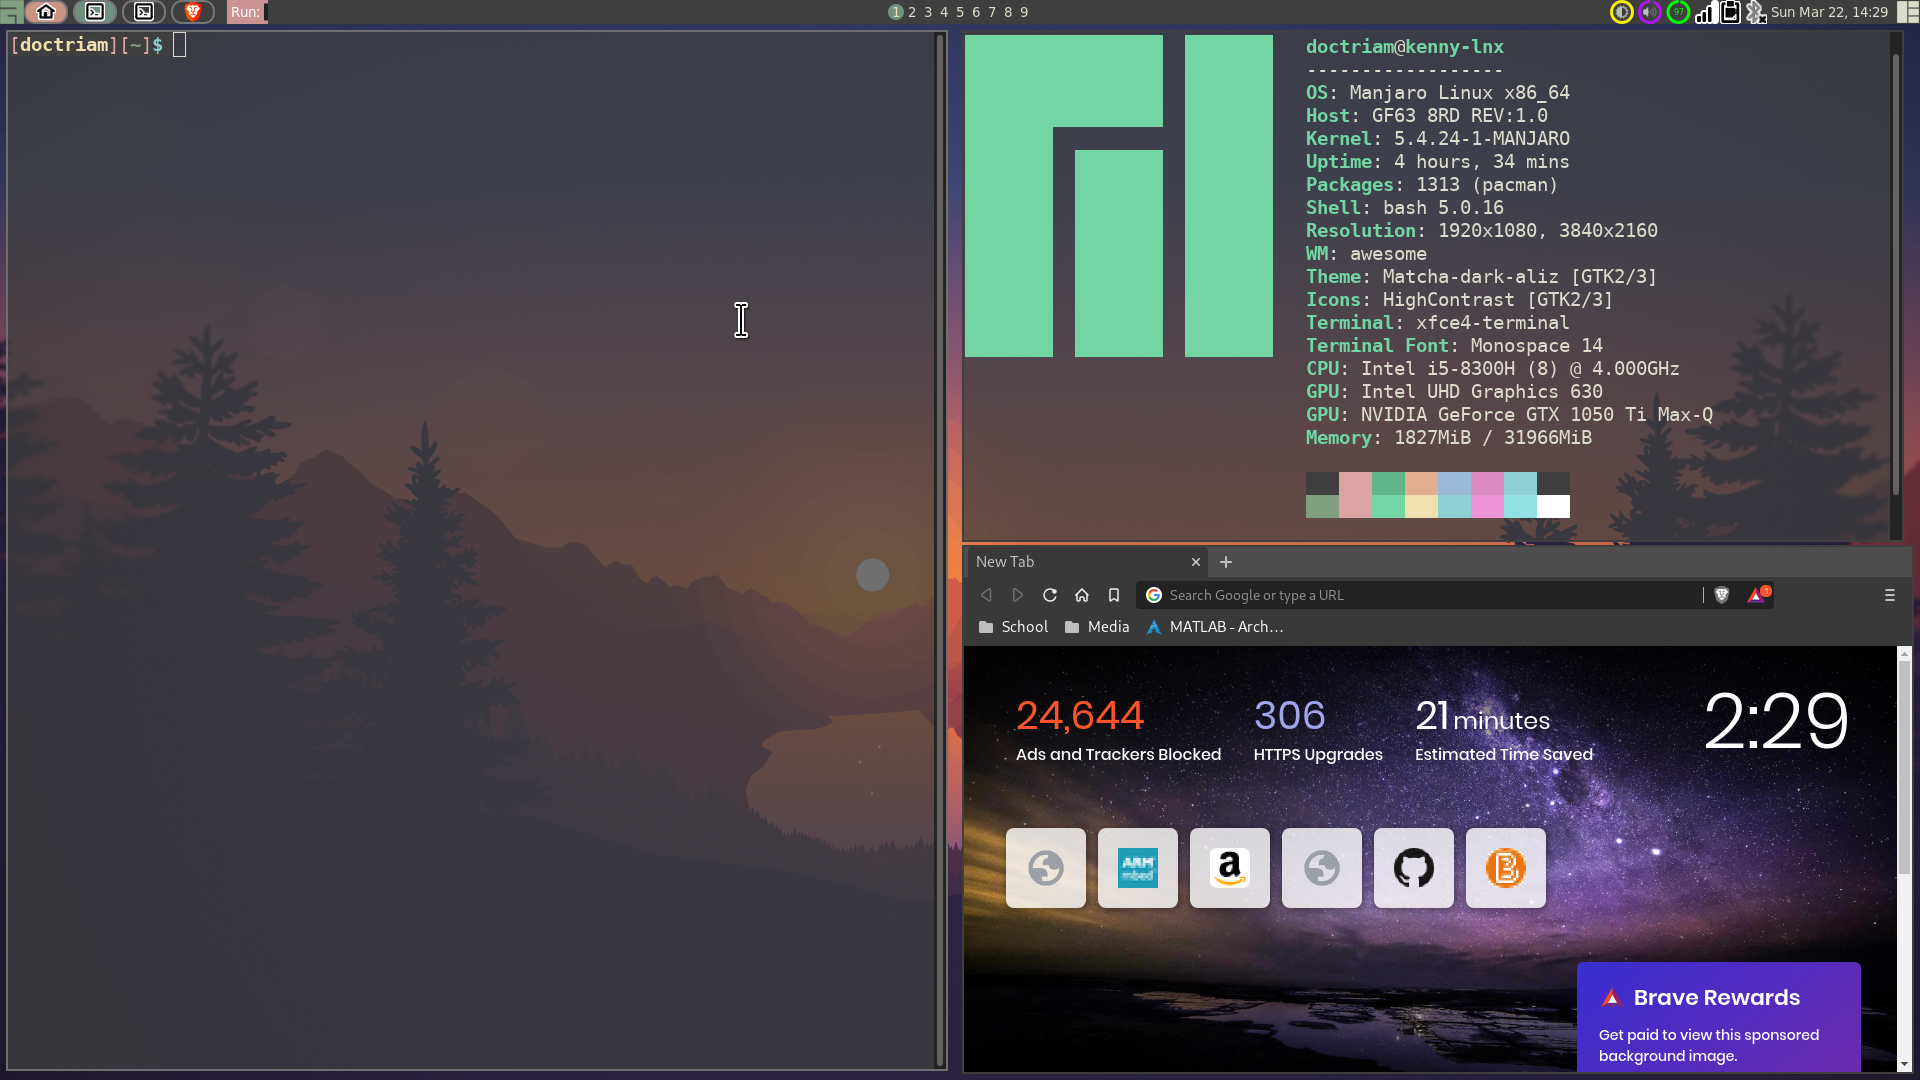 Run:
1 2 3 4 5 6 7 8 9
97
Sun Mar 22, 14:29
[doctriam][~]$
doctriam@kenny-lnx
------------------
OS: Manjaro Linux x86_64
Host: GF63 8RD REV:1.0
Kernel: 5.4.24-1-MANJARO
Uptime: 4 hours, 34 mins
Packages: 1313 (pacman)
Shell: bash 5.0.16
Resolution: 1920x1080, 3840x2160
WM: awesome
Theme: Matcha-dark-aliz [GTK2/3]
Icons: HighContrast [GTK2/3]
Terminal: xfce4-terminal
Terminal Font: Monospace 14
CPU: Intel i5-8300H (8) @ 4.000GHz
GPU: Intel UHD Graphics 630
GPU: NVIDIA GeForce GTX 1050 Ti Max-Q
Memory: 1827MiB / 31966MiB
New Tab
Search Google or type a URL
1
School Media MATLAB - Arch...
24,644 306 21 minutes 2:29
Ads and Trackers Blocked HTTPS Upgrades Estimated Time Saved
ARM
mbed
a
B
Brave Rewards
Get paid to view this sponsored
background image.